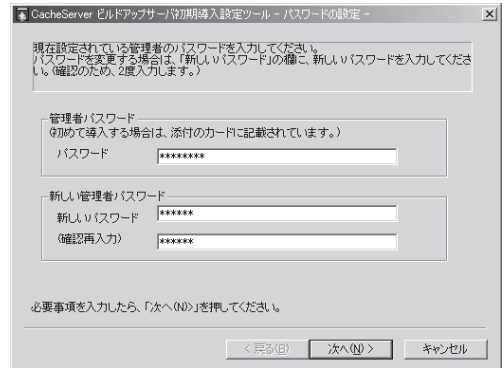 CacheServer ビルドアップサーバ初期導入設定ツール - パスワードの設定 -
現在設定されている管理者のパスワードを入力してください。
パスワードを変更する場合は、「新しいパスワード」の欄に、新しいパスワードを入力してくださ
い。(確認のため、2度入力します。)
管理者パスワード
(初めて導入する場合は、添付のカードに記載されています。)
パスワード ********
新しい管理者パスワード
新しいパスワード ******
(確認再入力) ******
必要事項を入力したら、「次へ(N)>」を押してください。
< 戻る(B) 次へ(N) > キャンセル